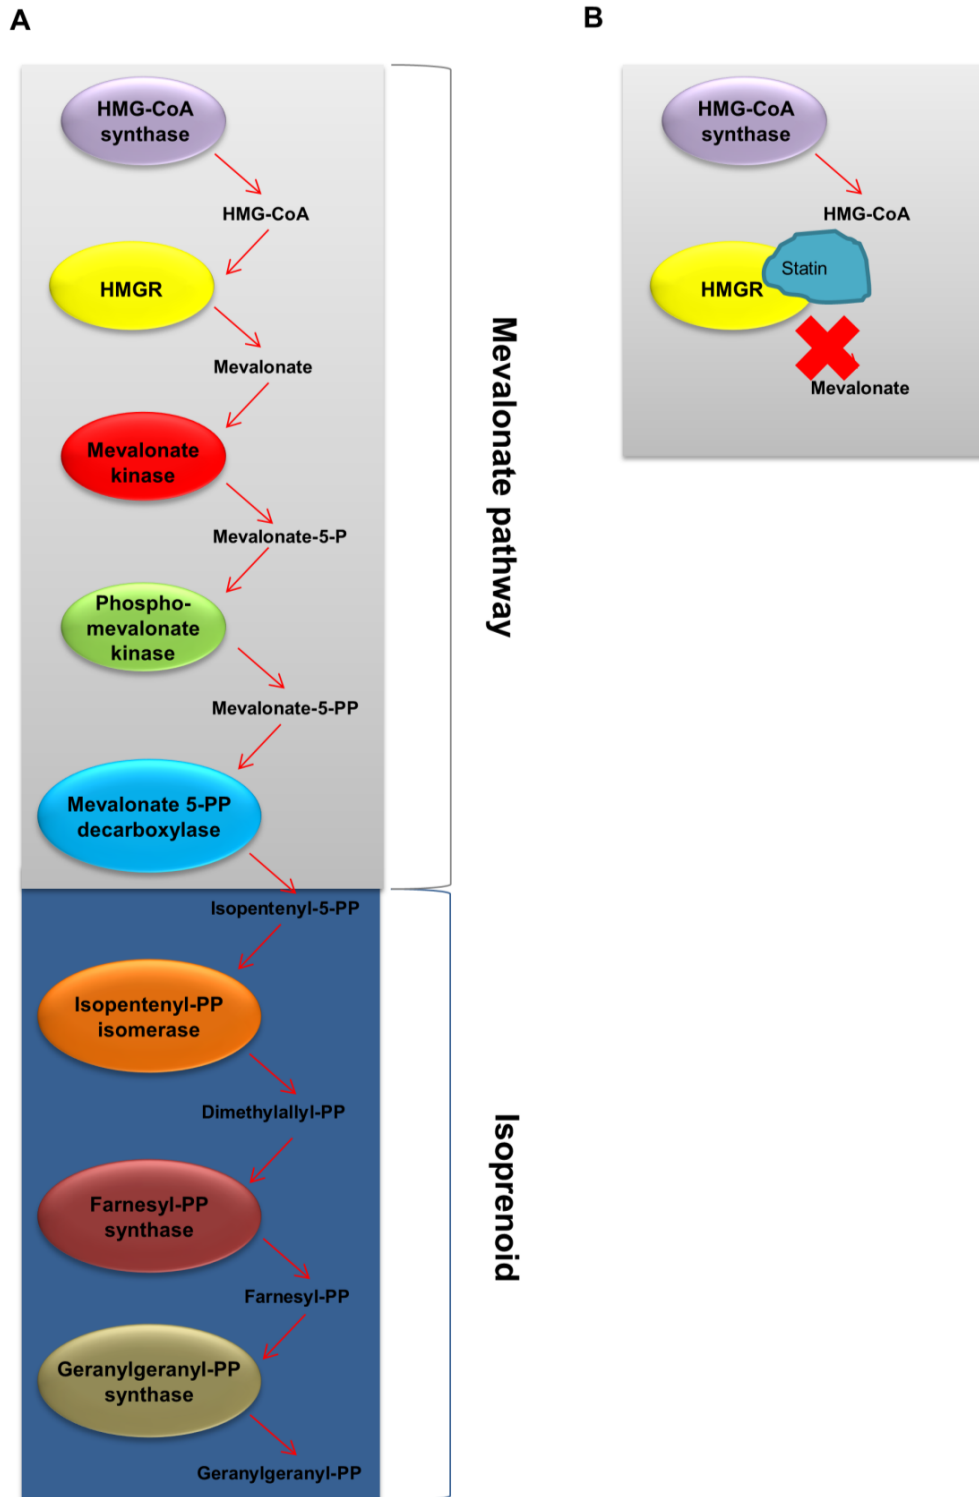 A
HMG-CoA
synthase
HMG-CoA
HMGR
Mevalonate
Mevalonate
kinase
Mevalonate-5-P
Phospho-
mevalonate
kinase
Mevalonate-5-PP
Mevalonate 5-PP
decarboxylase
Mevalonate pathway
Isopentenyl-5-PP
Isopentenyl-PP
isomerase
Dimethylallyl-PP
Farnesyl-PP
synthase
Farnesyl-PP
Geranylgeranyl-PP
synthase
Geranylgeranyl-PP
Isoprenoid
B
HMG-CoA
synthase
HMG-CoA
Statin
HMGR
Mevalonate